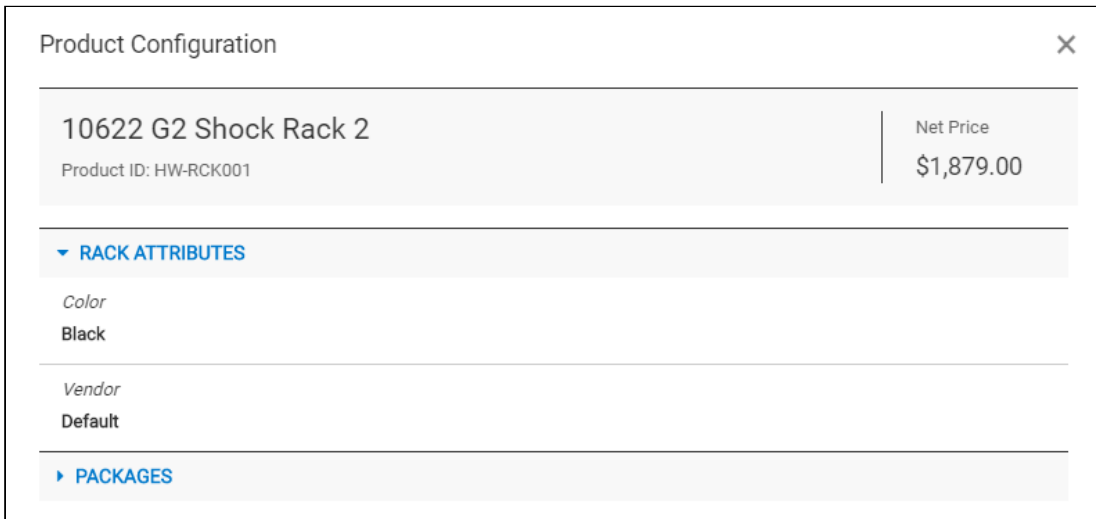 Product Configuration
10622 G2 Shock Rack 2
Product ID: HW-RCK001
Net Price
$1,879.00
RACK ATTRIBUTES
Color
Black
Vendor
Default
PACKAGES